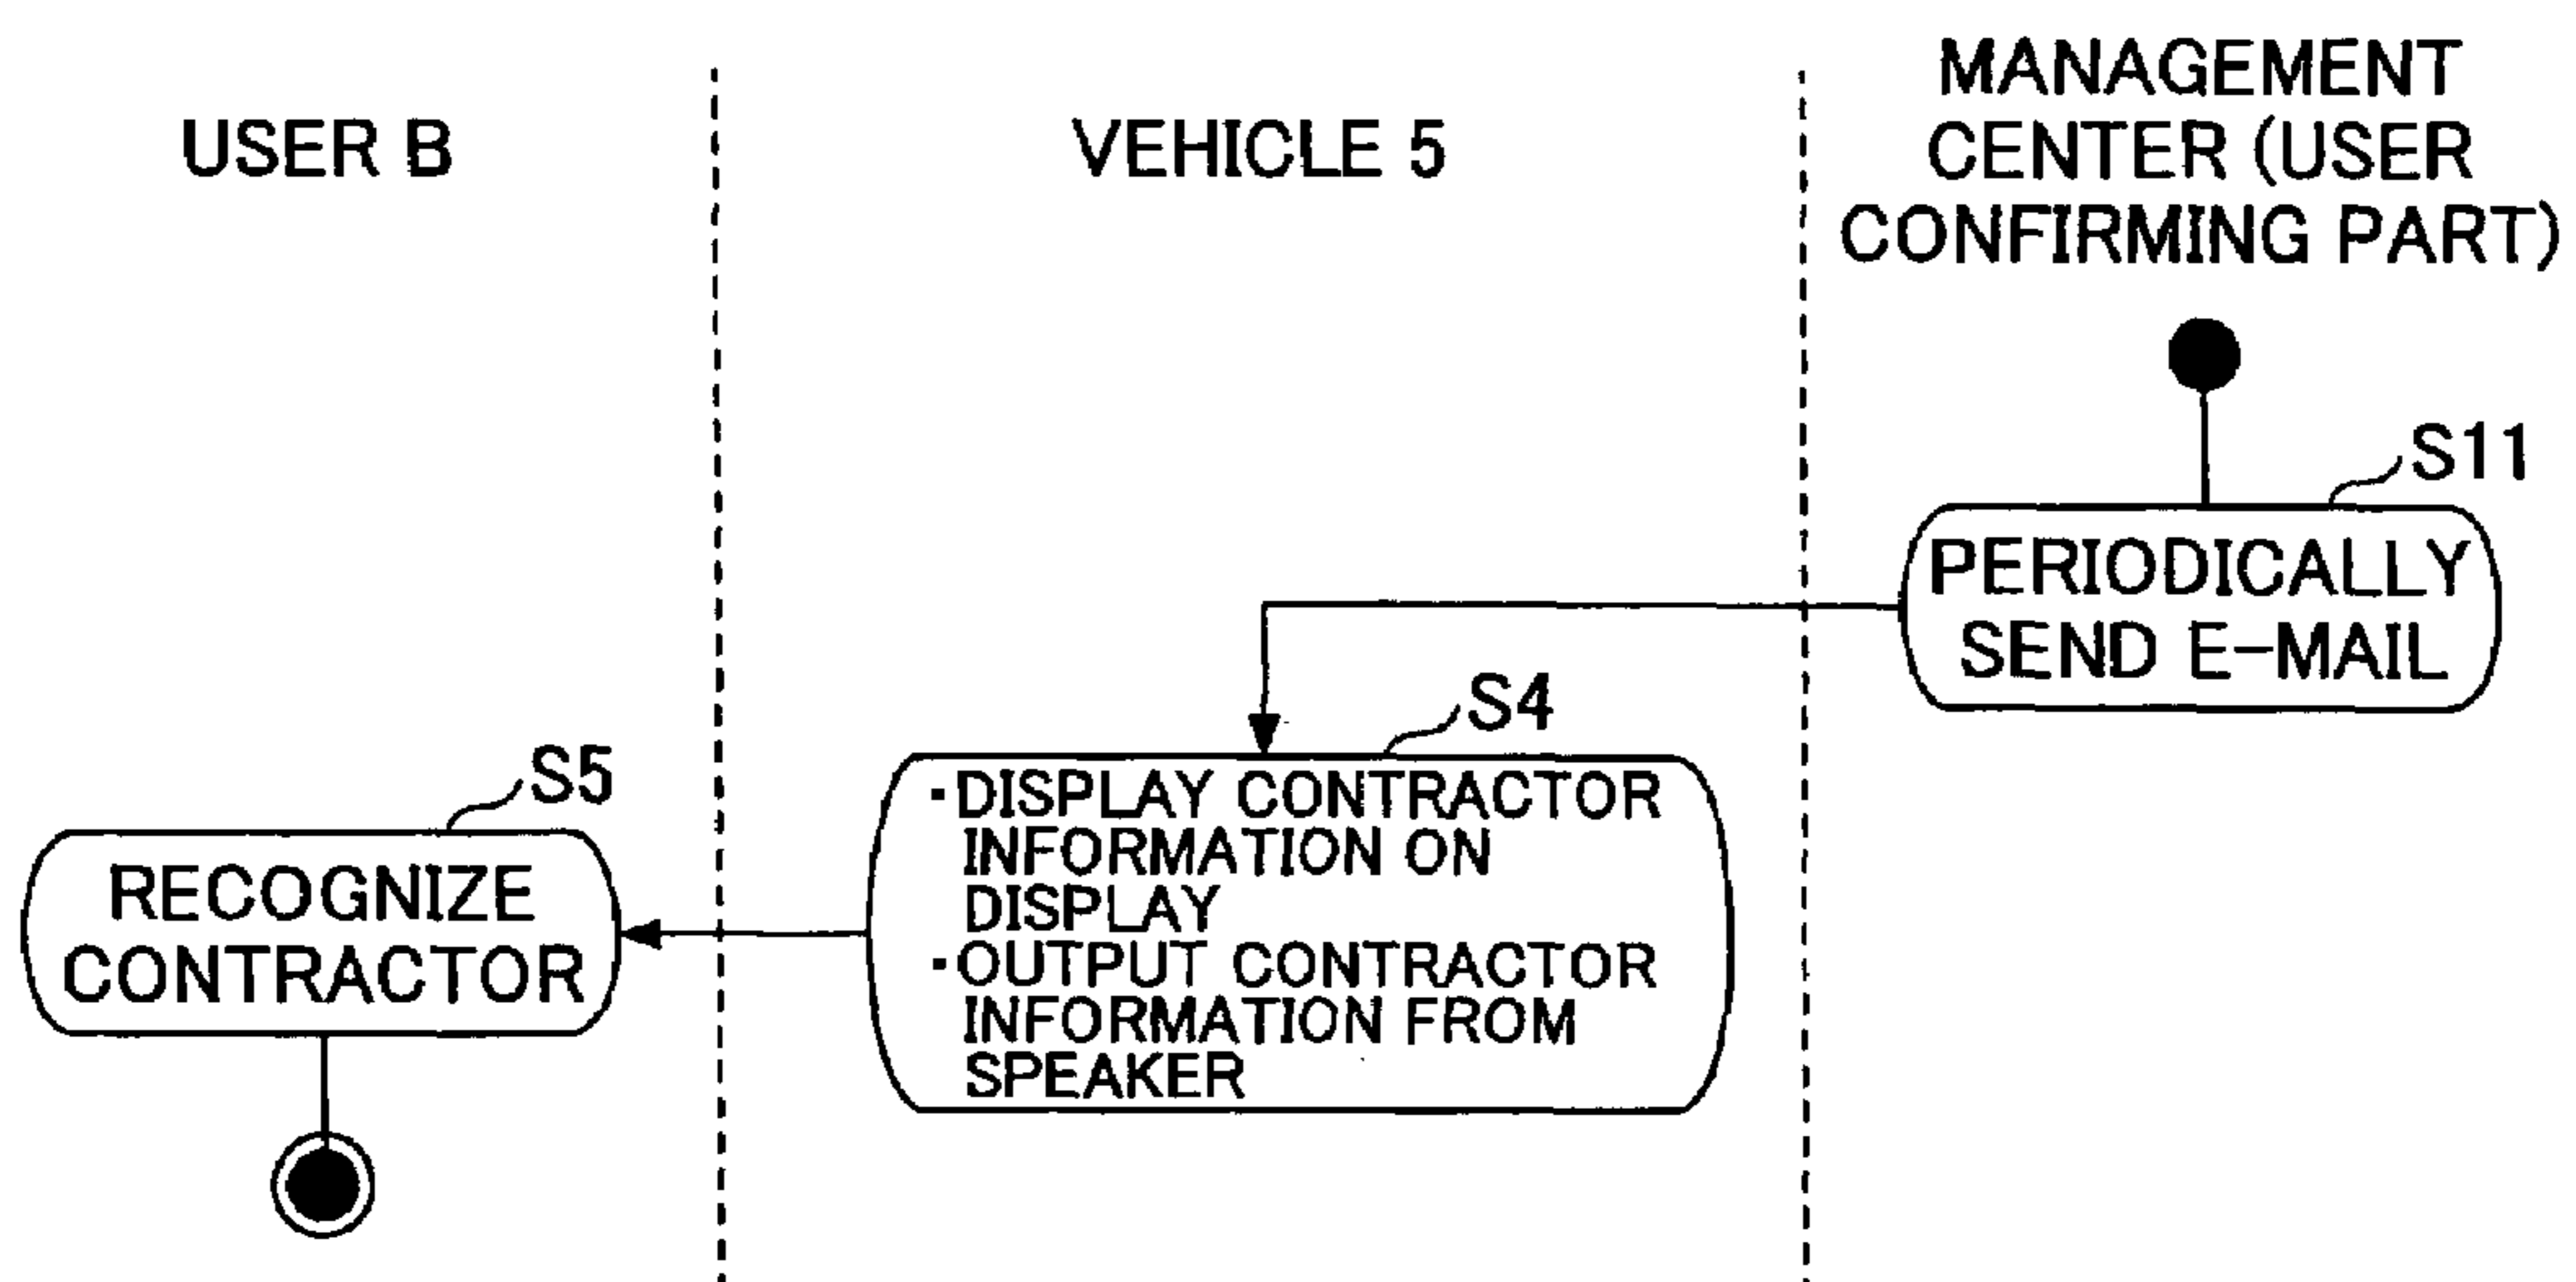 USER B
VEHICLE 5
MANAGEMENT
CENTER (USER
CONFIRMING PART)
S11
PERIODICALLY
SEND E-MAIL
S4
・DISPLAY CONTRACTOR
INFORMATION ON
DISPLAY
・OUTPUT CONTRACTOR
INFORMATION FROM
SPEAKER
S5
RECOGNIZE
CONTRACTOR